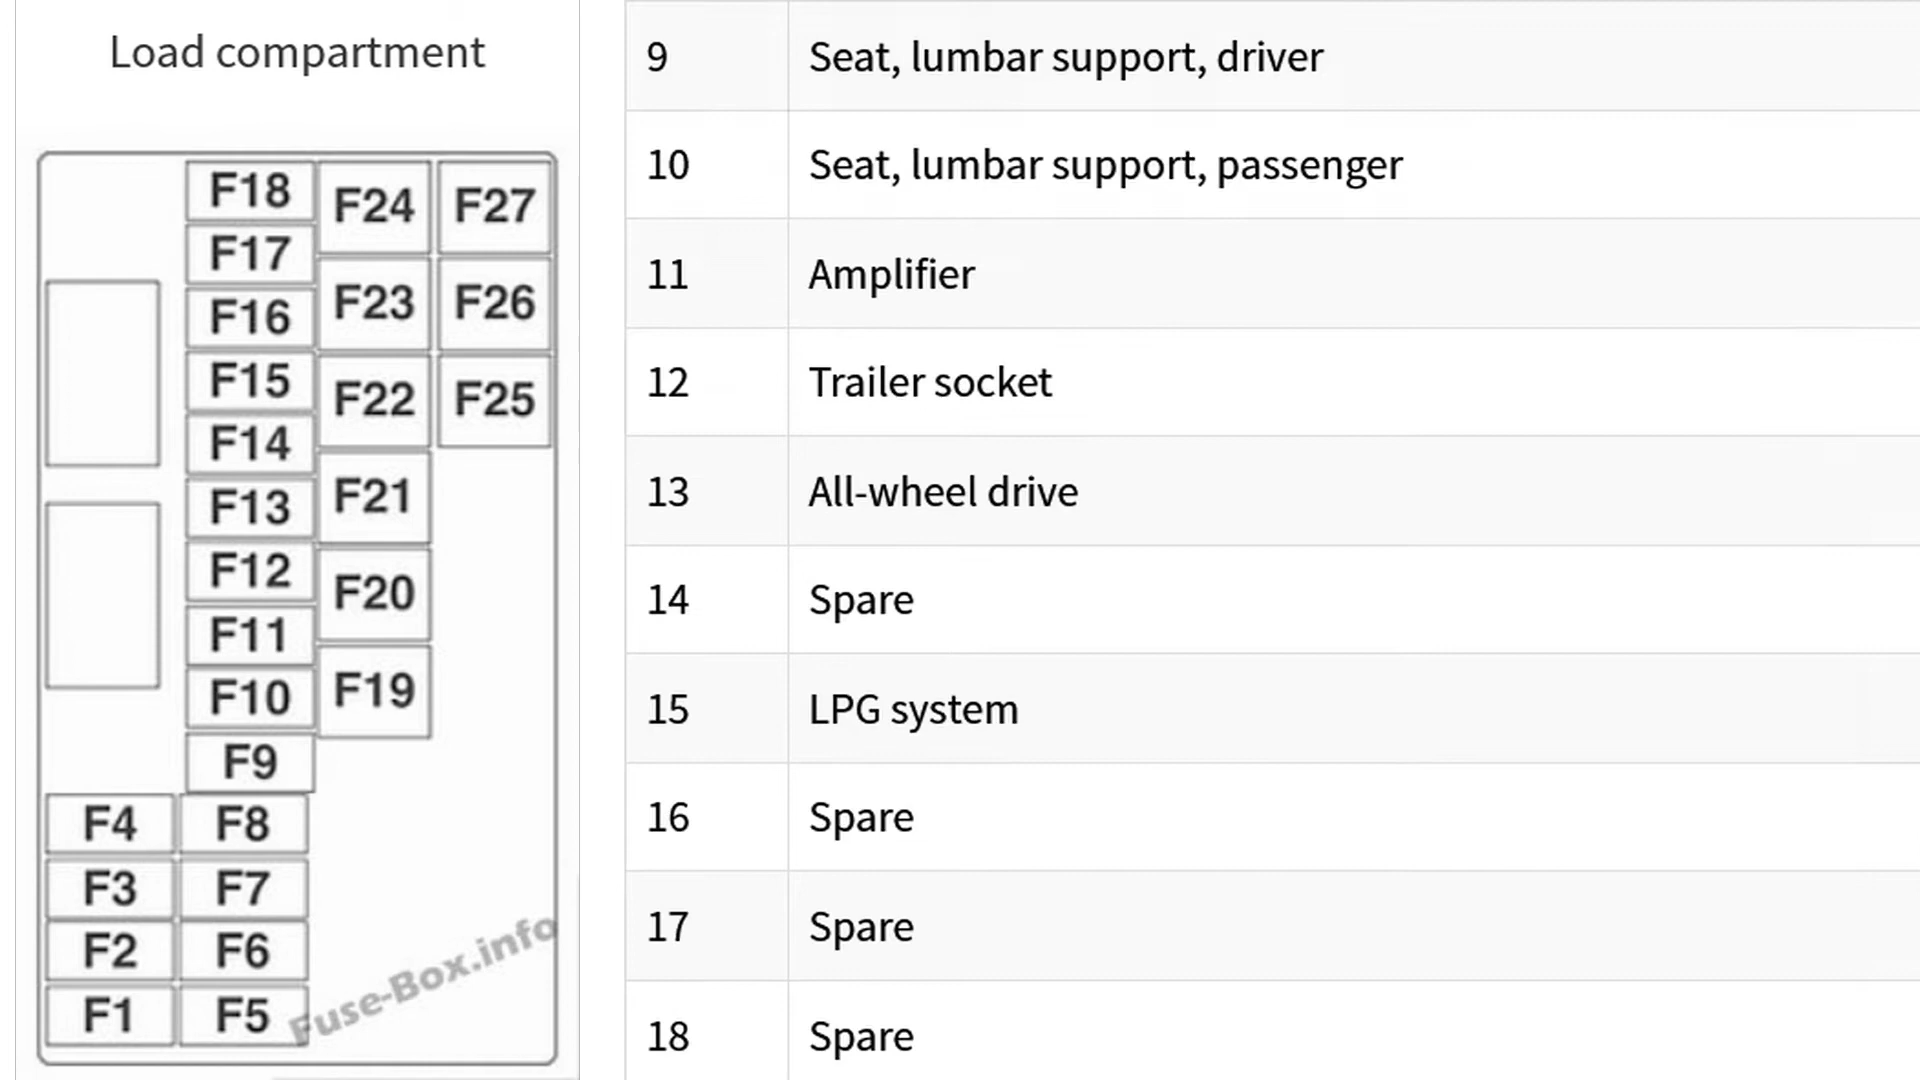 Load compartment
F18
F17
F16
F15
F14
F13
F12
F11
F10
F9
F24
F23
F22
F21
F20
F19
F27
F26
F25
F4
F8
F3
F7
F2
F6
F1
F5
Fuse-Box.info
9 Seat, lumbar support, driver
10 Seat, lumbar support, passenger
11 Amplifier
12 Trailer socket
13 All-wheel drive
14 Spare
15 LPG system
16 Spare
17 Spare
18 Spare